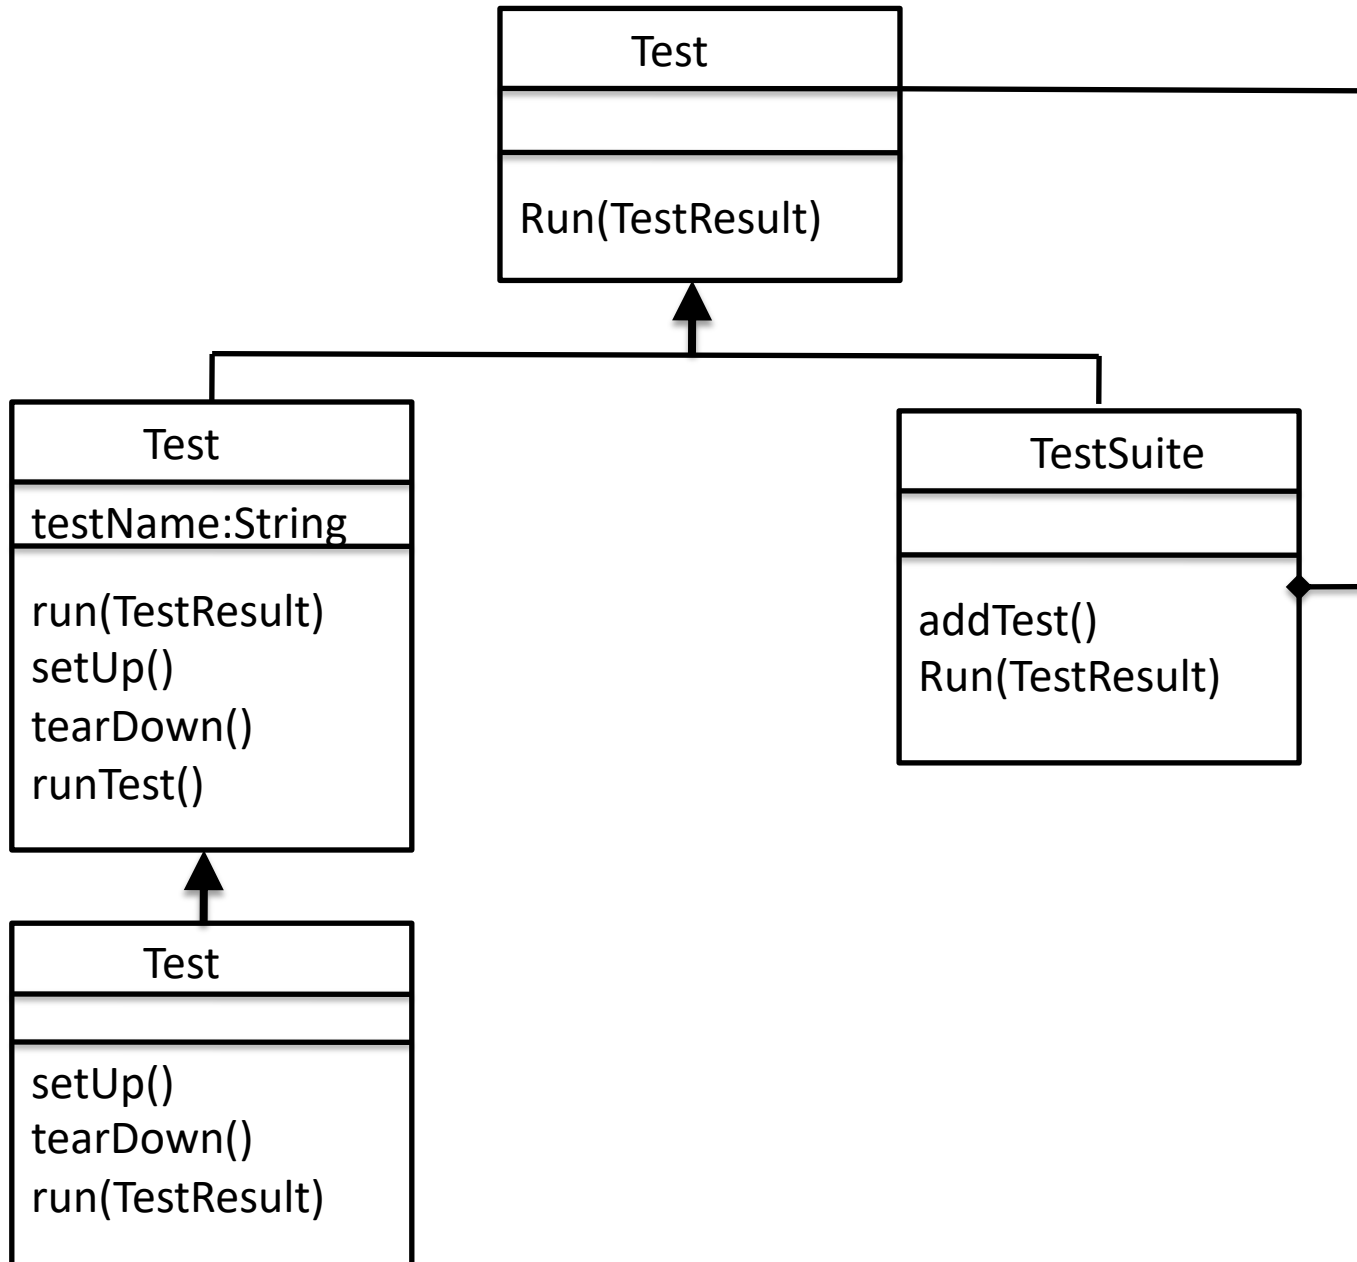 Test
Run(TestResult)
Test
testName:String
run(TestResult)
setUp()
tearDown()
runTest()
TestSuite
addTest()
Run(TestResult)
Test
setUp()
tearDown()
run(TestResult)